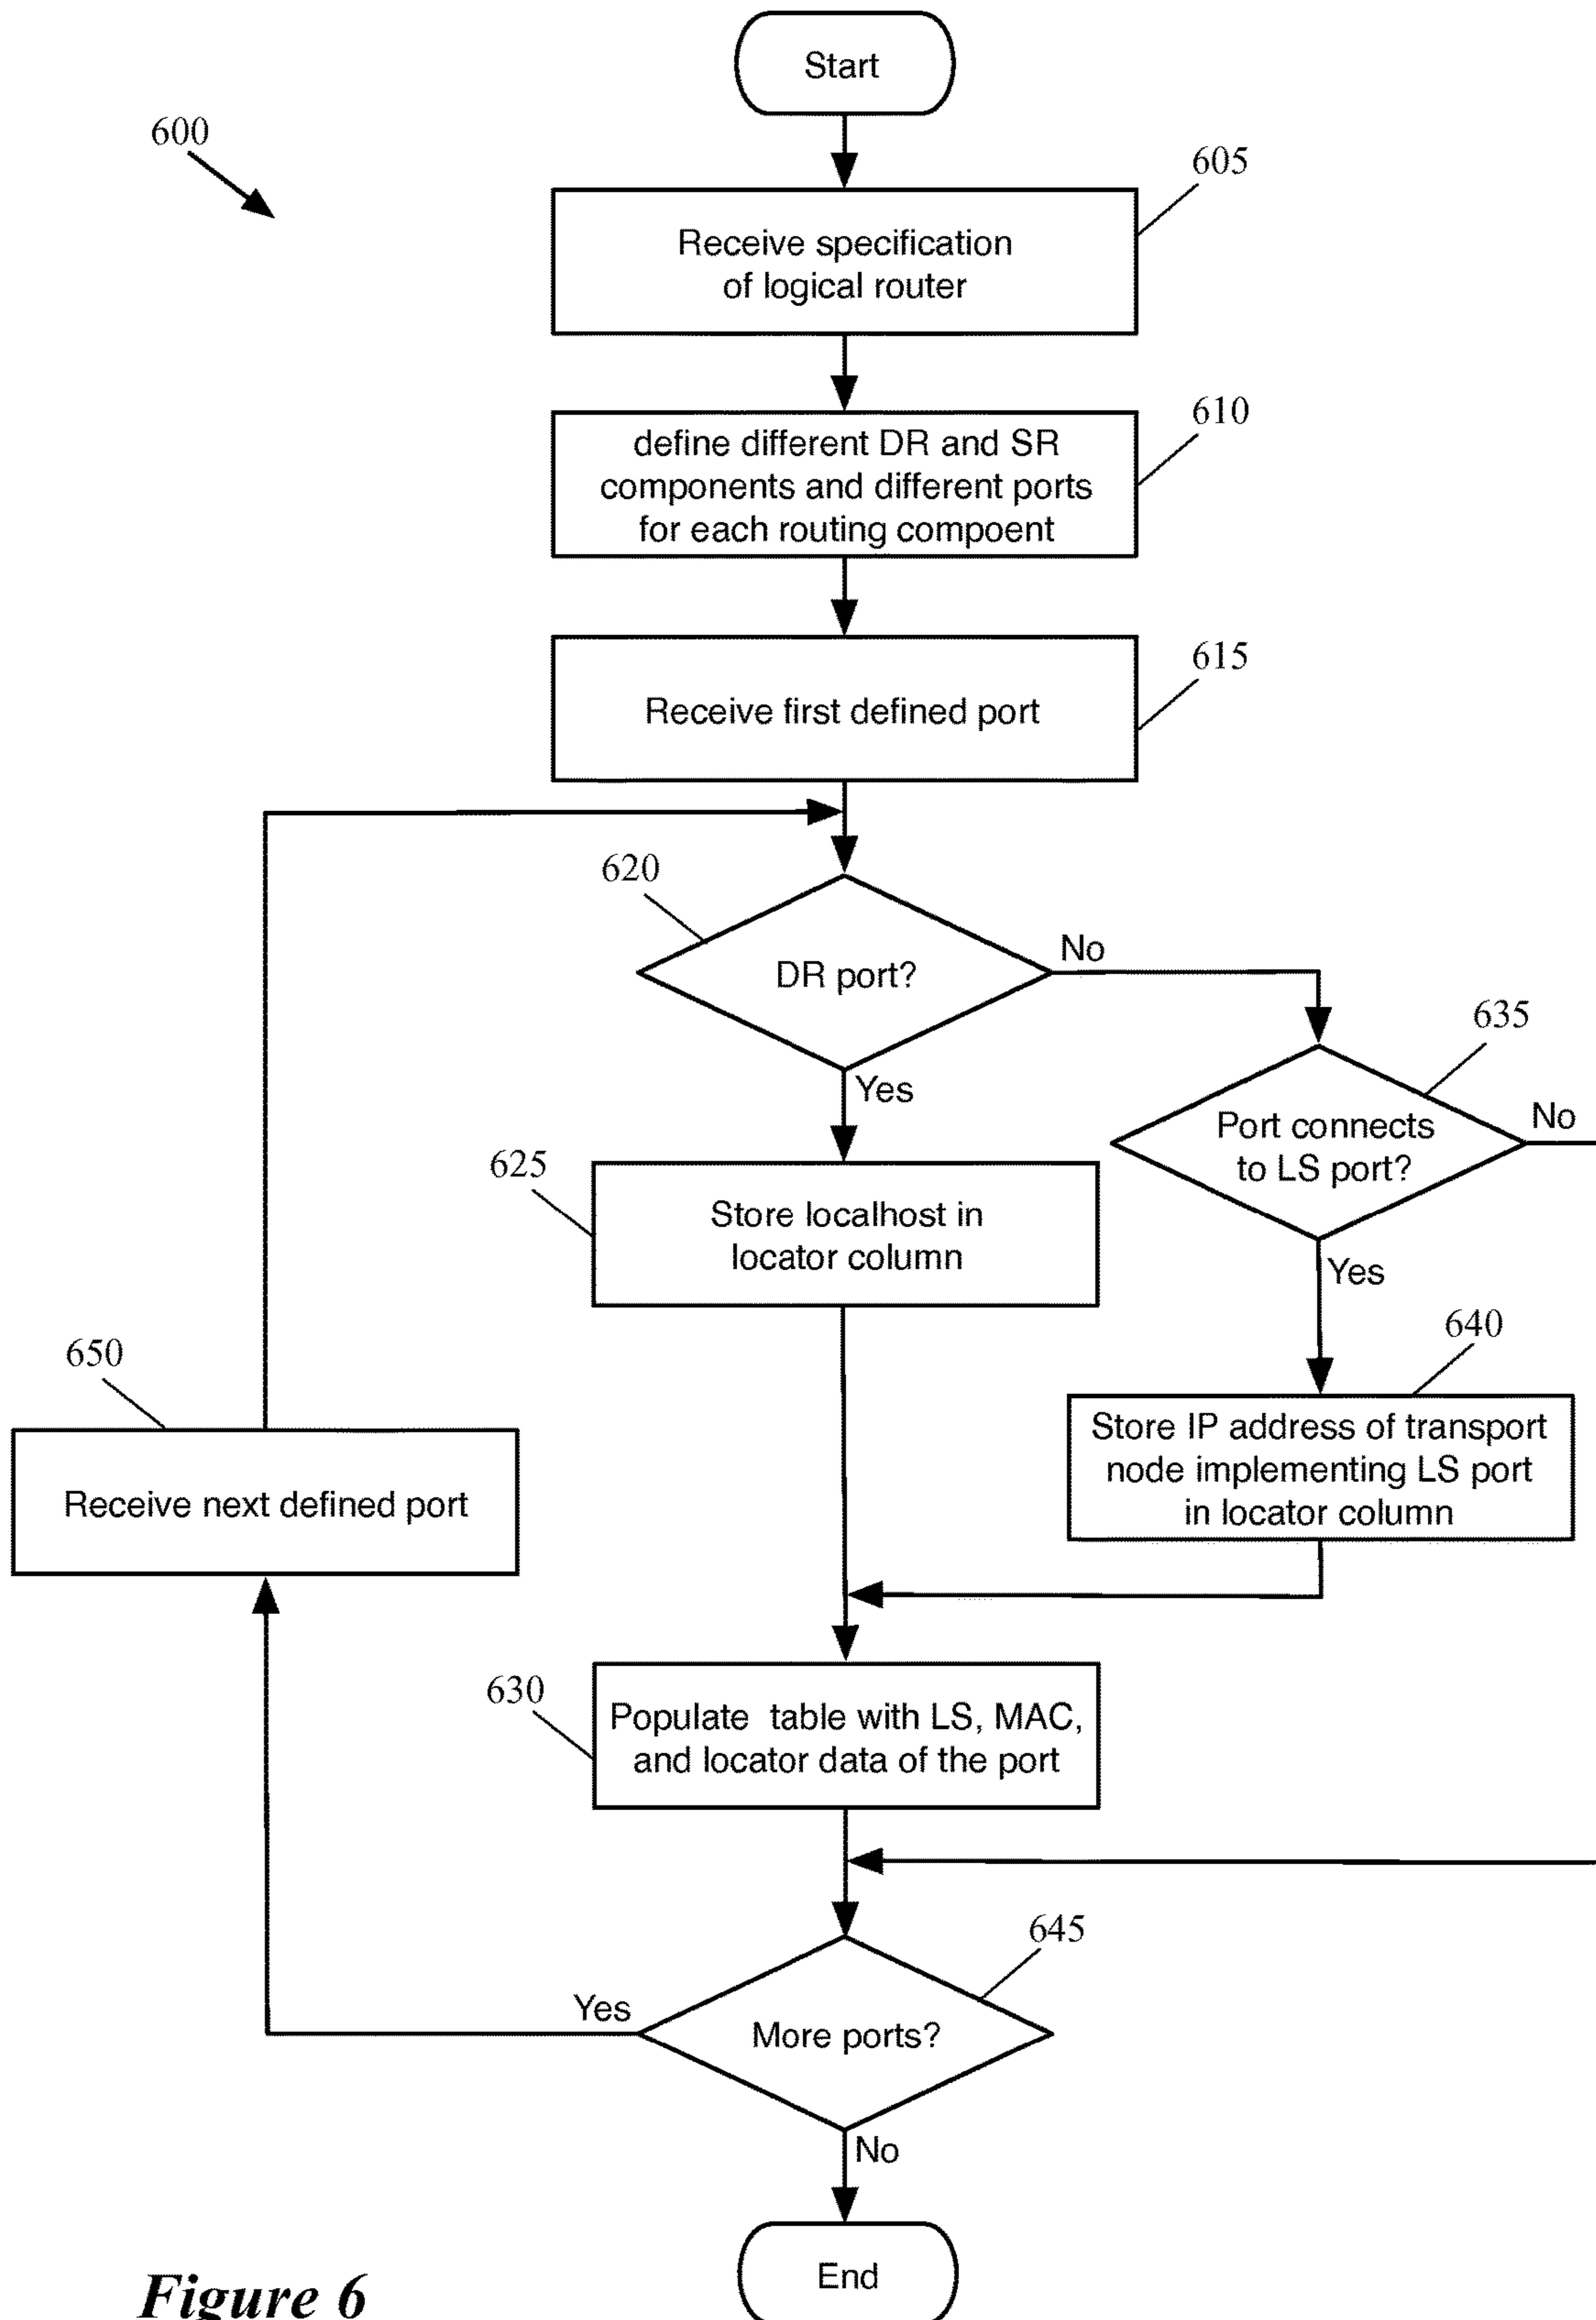 Start
600
605
Receive specification
of logical router
610
define different DR and SR
components and different ports
for each routing compoent
615
Receive first defined port
620
DR port?
No
Yes
635
Port connects
to LS port?
No
Yes
625
Store localhost in
locator column
640
Store IP address of transport
node implementing LS port
in locator column
650
Receive next defined port
630
Populate table with LS, MAC,
and locator data of the port
645
More ports?
Yes
No
End
Figure 6